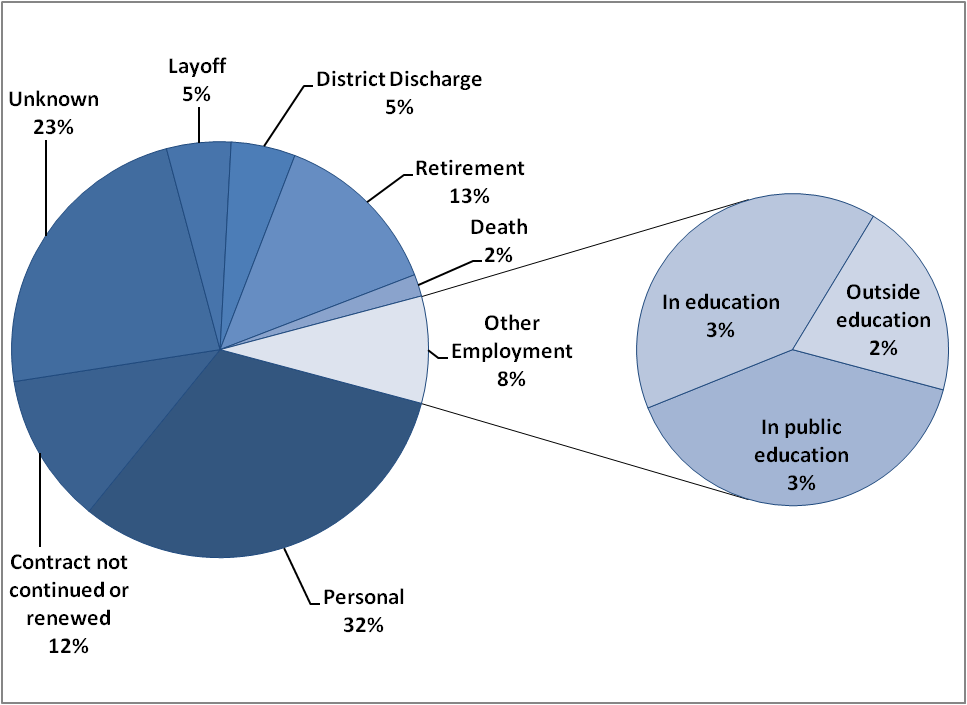 Layoff
5%
District Discharge
5%
Unknown
23%
Retirement
13%
Death
2%
Other
Employment
8%
In education
3%
Outside
education
2%
In public
education
3%
Contract not
continued or
renewed
12%
Personal
32%